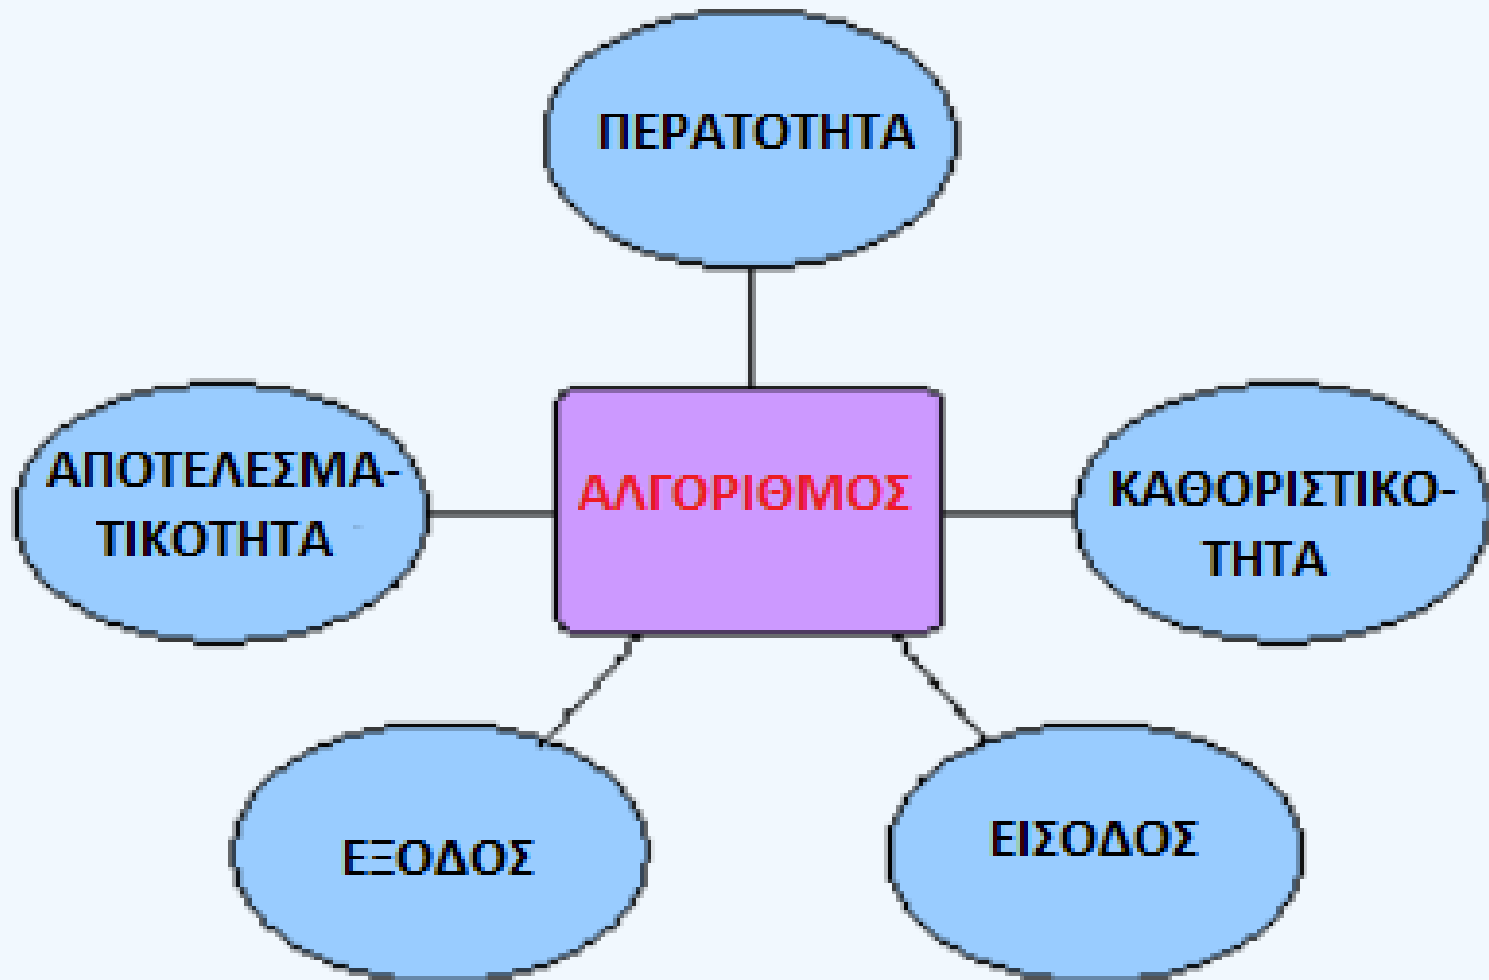 ΠΕΡΑΤΟΤΗΤΑ
ΑΠΟΤΕΛΕΣΜΑ-
ΤΙΚΟΤΗΤΑ
ΑΛΓΟΡΙΘΜΟΣ
ΚΑΘΟΡΙΣΤΙΚΟ-
ΤΗΤΑ
ΕΞΟΔΟΣ
ΕΙΣΟΔΟΣ